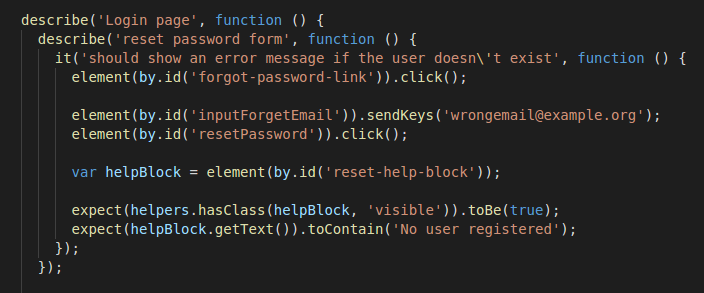 describe('Login page', function () {
  describe('reset password form', function () {
    it('should show an error message if the user doesn\'t exist', function () {
      element(by.id('forgot-password-link')).click();

      element(by.id('inputForgetEmail')).sendKeys('wrongemail@example.org');
      element(by.id('resetPassword')).click();

      var helpBlock = element(by.id('reset-help-block'));

      expect(helpers.hasClass(helpBlock, 'visible')).toBe(true);
      expect(helpBlock.getText()).toContain('No user registered');
    });
  });